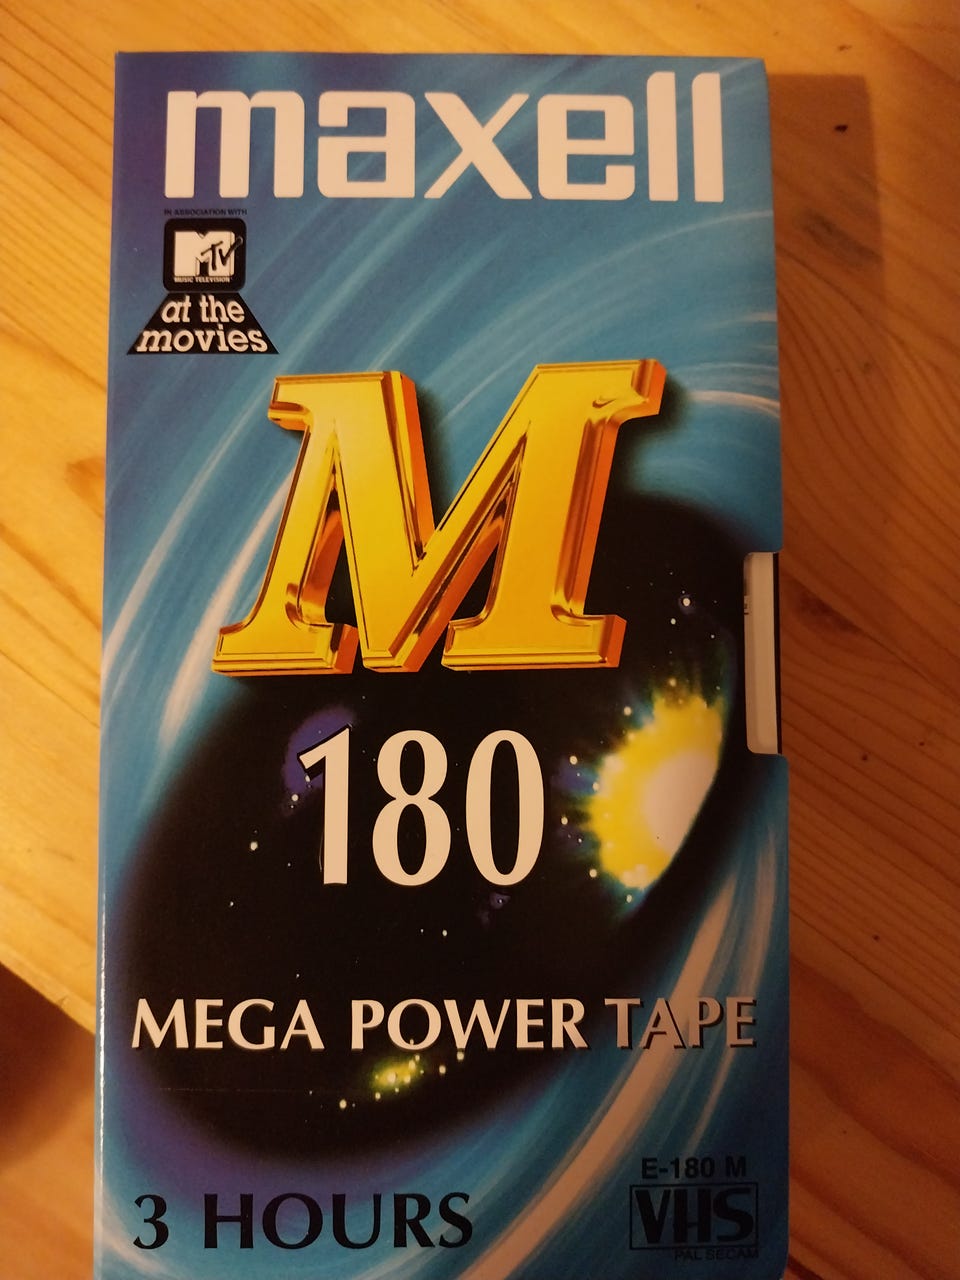 maxell
IN ASSOCIATION WITH
MTV
MUSIC TELEVISION
at the
movies
M
180
MEGA POWER TAPE
3 HOURS
E-180 M
VHS
PAL SECAM